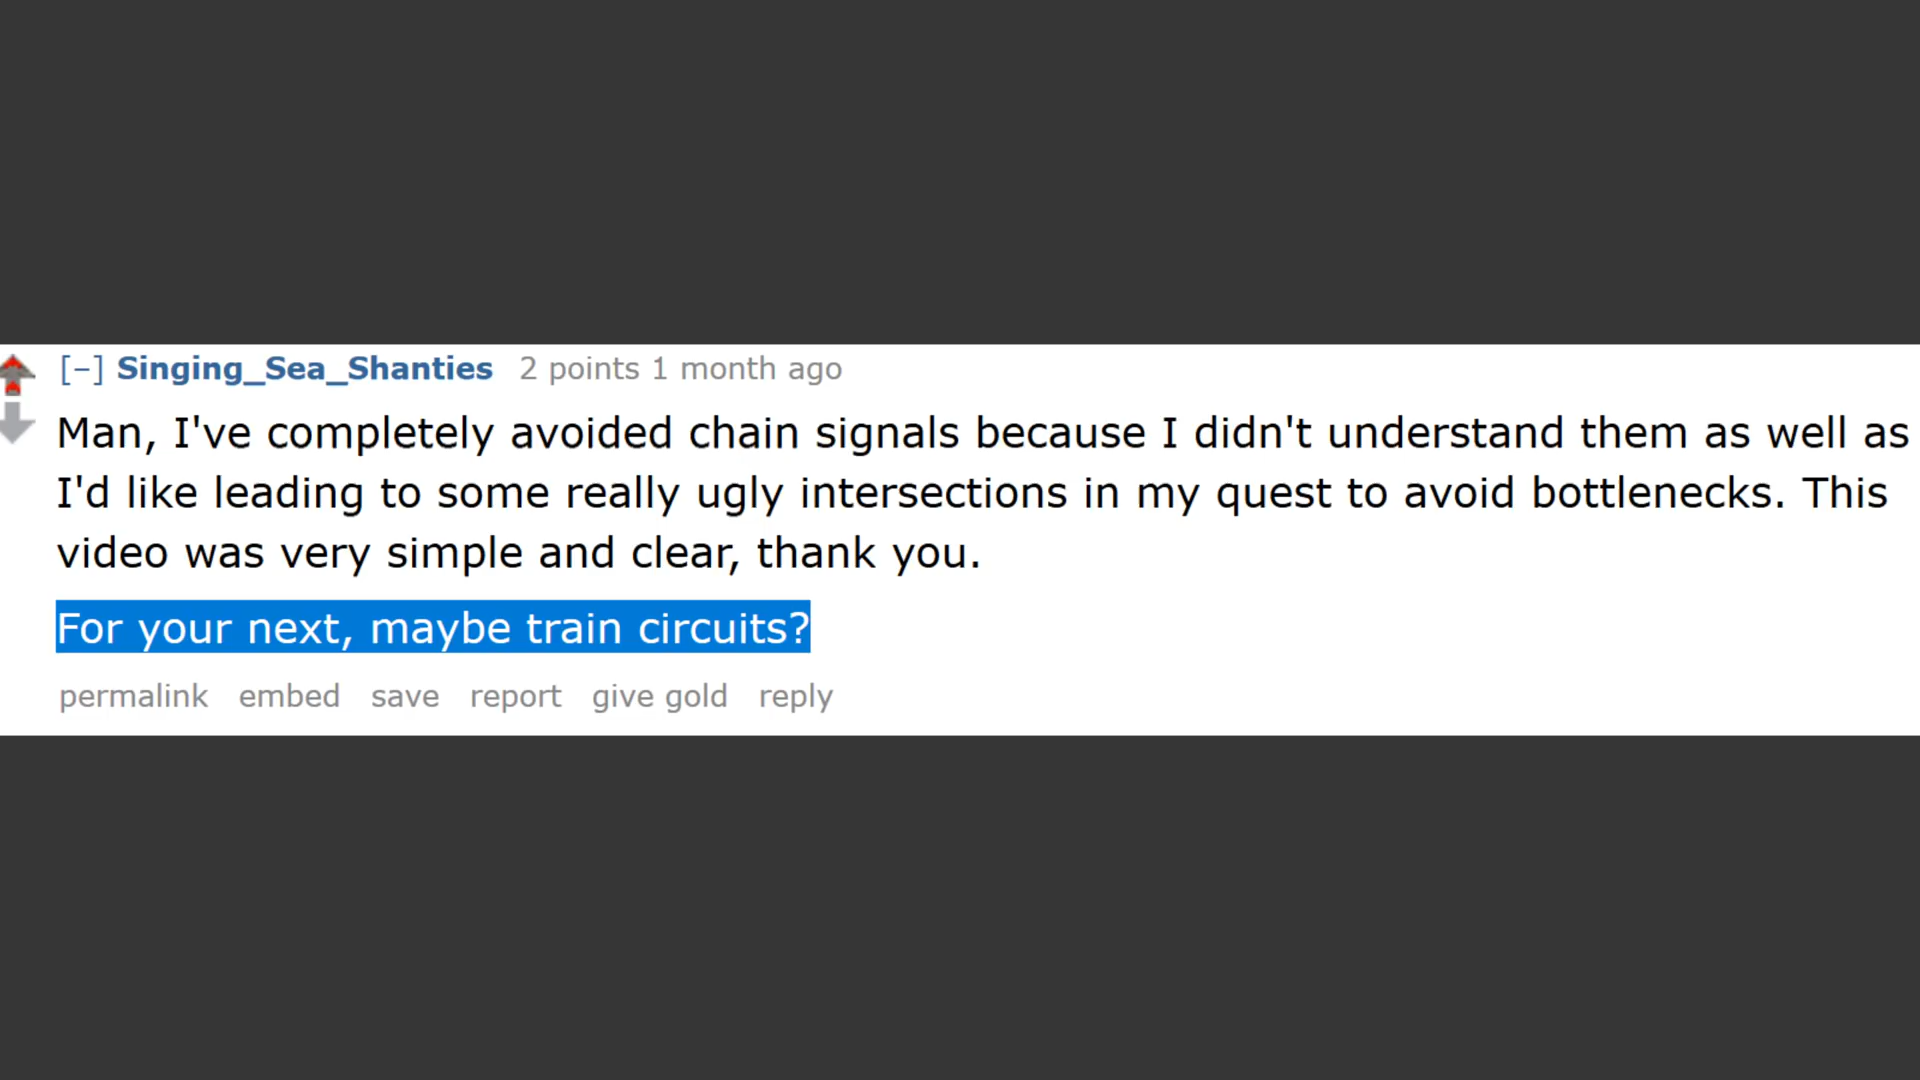 [–] Singing_Sea_Shanties 2 points 1 month ago
Man, I've completely avoided chain signals because I didn't understand them as well as
I'd like leading to some really ugly intersections in my quest to avoid bottlenecks. This
video was very simple and clear, thank you.
For your next, maybe train circuits?
permalink embed save report give gold reply